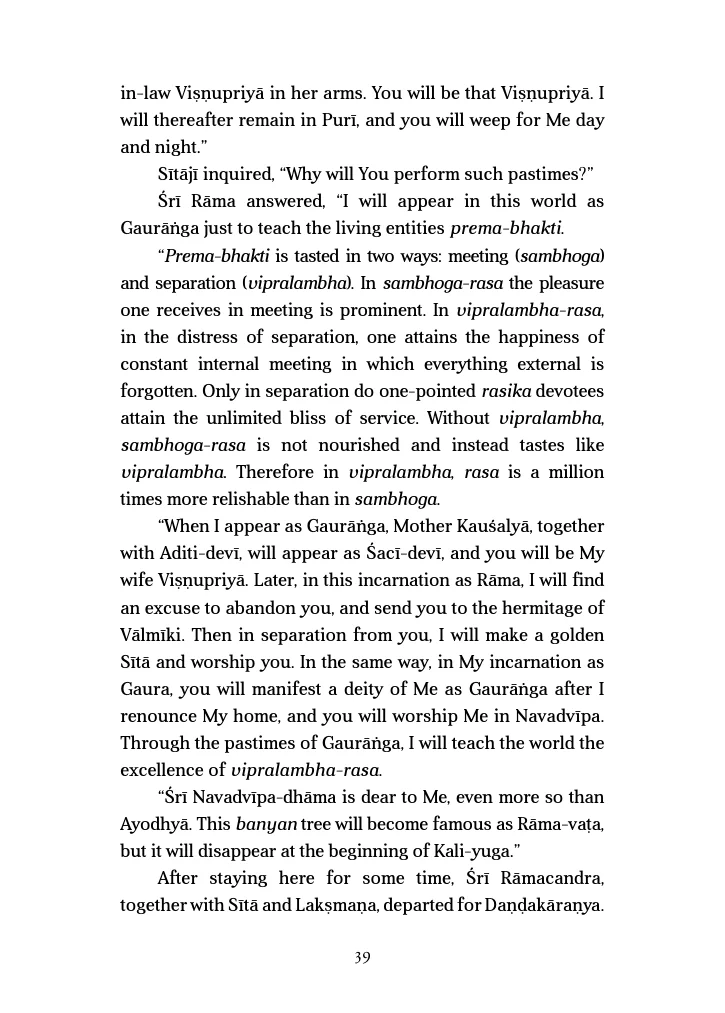 in-law Viṣṇupriyā in her arms. You will be that Viṣṇupriyā. I
will thereafter remain in Purī, and you will weep for Me day
and night.”
Sītājī inquired, “Why will You perform such pastimes?”
Śrī Rāma answered, “I will appear in this world as
Gaurāṅga just to teach the living entities prema-bhakti.
“Prema-bhakti is tasted in two ways: meeting (sambhoga)
and separation (vipralambha). In sambhoga-rasa the pleasure
one receives in meeting is prominent. In vipralambha-rasa,
in the distress of separation, one attains the happiness of
constant internal meeting in which everything external is
forgotten. Only in separation do one-pointed rasika devotees
attain the unlimited bliss of service. Without vipralambha,
sambhoga-rasa is not nourished and instead tastes like
vipralambha. Therefore in vipralambha, rasa is a million
times more relishable than in sambhoga.
“When I appear as Gaurāṅga, Mother Kauśalyā, together
with Aditi-devī, will appear as Śacī-devī, and you will be My
wife Viṣṇupriyā. Later, in this incarnation as Rāma, I will find
an excuse to abandon you, and send you to the hermitage of
Vālmīki. Then in separation from you, I will make a golden
Sītā and worship you. In the same way, in My incarnation as
Gaura, you will manifest a deity of Me as Gaurāṅga after I
renounce My home, and you will worship Me in Navadvīpa.
Through the pastimes of Gaurāṅga, I will teach the world the
excellence of vipralambha-rasa.
“Śrī Navadvīpa-dhāma is dear to Me, even more so than
Ayodhyā. This banyan tree will become famous as Rāma-vaṭa,
but it will disappear at the beginning of Kali-yuga.”
After staying here for some time, Śrī Rāmacandra,
together with Sītā and Lakṣmaṇa, departed for Daṇḍakāraṇya.
39